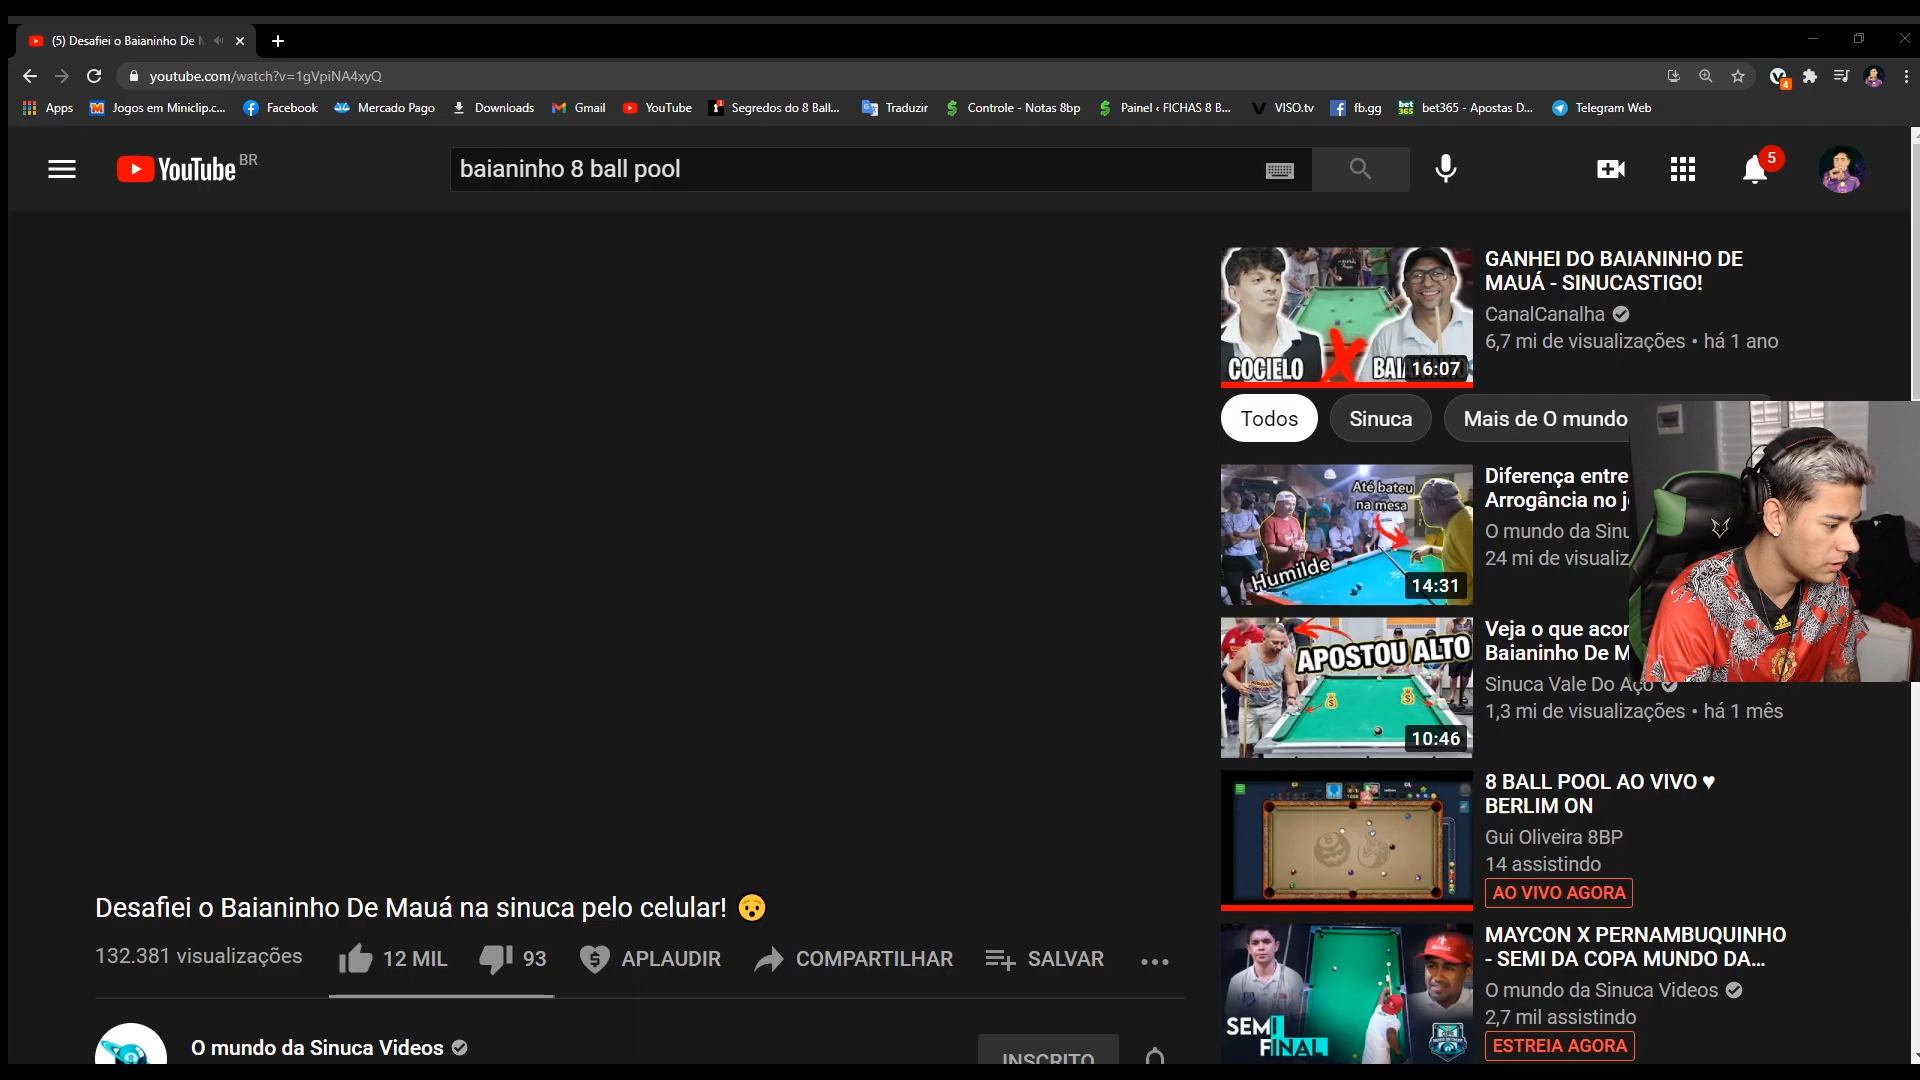 (5) Desafiei o Baianinho De
youtube.com/watch?v=1gVpiNA4xyQ
4
Apps
Jogos em Miniclip.c...
Facebook
Mercado Pago
Downloads
Gmail
YouTube
Segredos do 8 Ball...
Traduzir
Controle - Notas 8bp
Painel ‹ FICHAS 8 B...
VISO.tv
fb.gg
bet365 - Apostas D...
Telegram Web
YouTube BR
baianinho 8 ball pool
5
COCIELO X
16:07
GANHEI DO BAIANINHO DE
MAUÁ - SINUCASTIGO!
CanalCanalha
6,7 mi de visualizações • há 1 ano
Todos
Sinuca
Mais de O mundo
Até bateu
na mesa
Humilde
14:31
Diferença entre
Arrogância no
O mundo da
24 mi de
APOSTOU ALTO
10:46
Veja o que
Baianinho De
Sinuca Vale Do Aço
1,3 mi de visualizações • há 1 mês
8 BALL POOL AO VIVO ♥
BERLIM ON
Gui Oliveira 8BP
14 assistindo
AO VIVO AGORA
SEMI
FINAL
MAYCON X PERNAMBUQUINHO
- SEMI DA COPA MUNDO DA...
O mundo da Sinuca Videos
2,7 mil assistindo
ESTREIA AGORA
Desafiei o Baianinho De Mauá na sinuca pelo celular! 😯
132.381 visualizações
12 MIL
93
APLAUDIR
COMPARTILHAR
SALVAR
O mundo da Sinuca Videos
INSCRITO